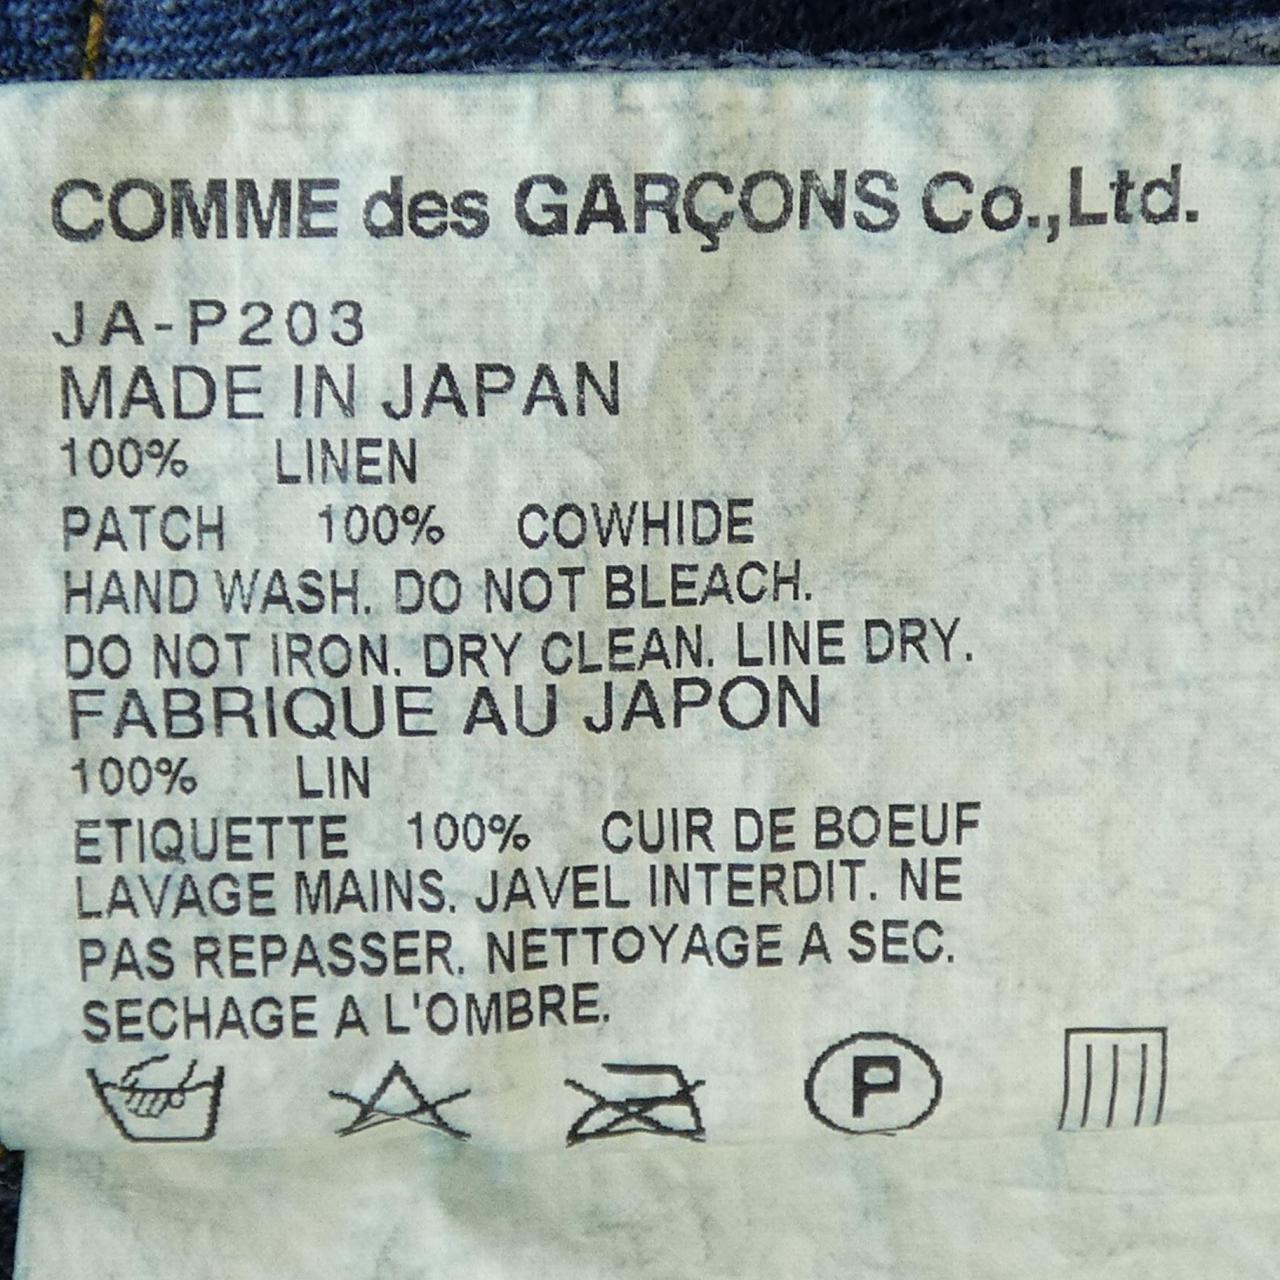 COMME des GARÇONS Co.,Ltd.
JA-P203
MADE IN JAPAN
100% LINEN
PATCH 100% COWHIDE
HAND WASH. DO NOT BLEACH.
DO NOT IRON. DRY CLEAN. LINE DRY.
FABRIQUE AU JAPON
100% LIN
ETIQUETTE 100% CUIR DE BOEUF
LAVAGE MAINS. JAVEL INTERDIT. NE
PAS REPASSER. NETTOYAGE A SEC.
SECHAGE A L'OMBRE.
P